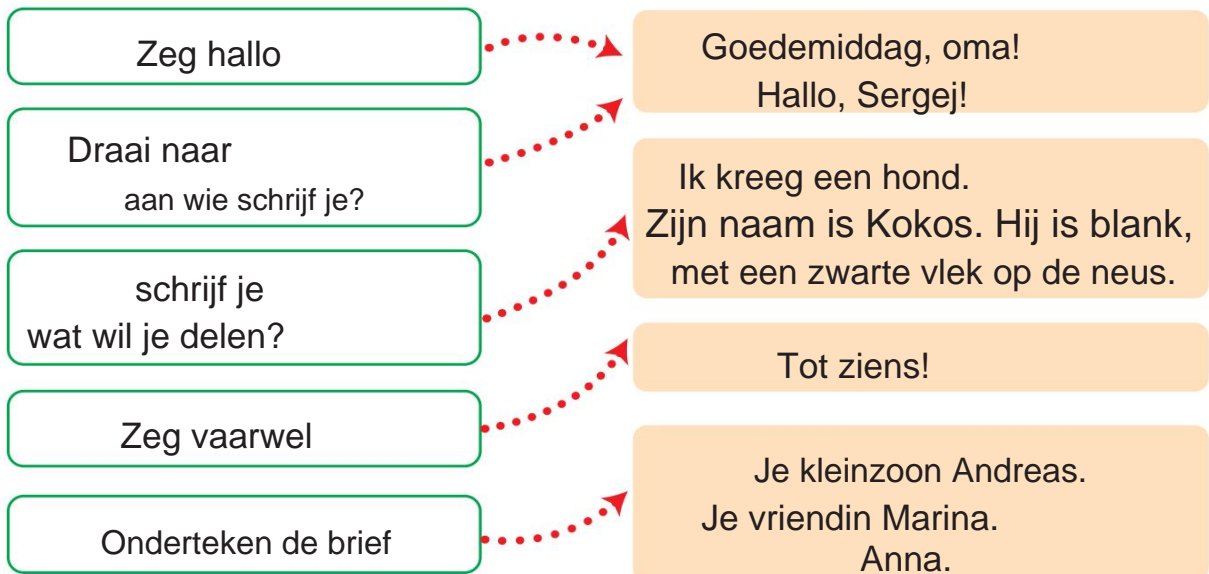 Zeg hallo
Draai naar
aan wie schrijf je?
schrijf je
wat wil je delen?
Zeg vaarwel
Onderteken de brief
Goedemiddag, oma!
Hallo, Sergej!
Ik kreeg een hond.
Zijn naam is Kokos. Hij is blank,
met een zwarte vlek op de neus.
Tot ziens!
Je kleinzoon Andreas.
Je vriendin Marina.
Anna.